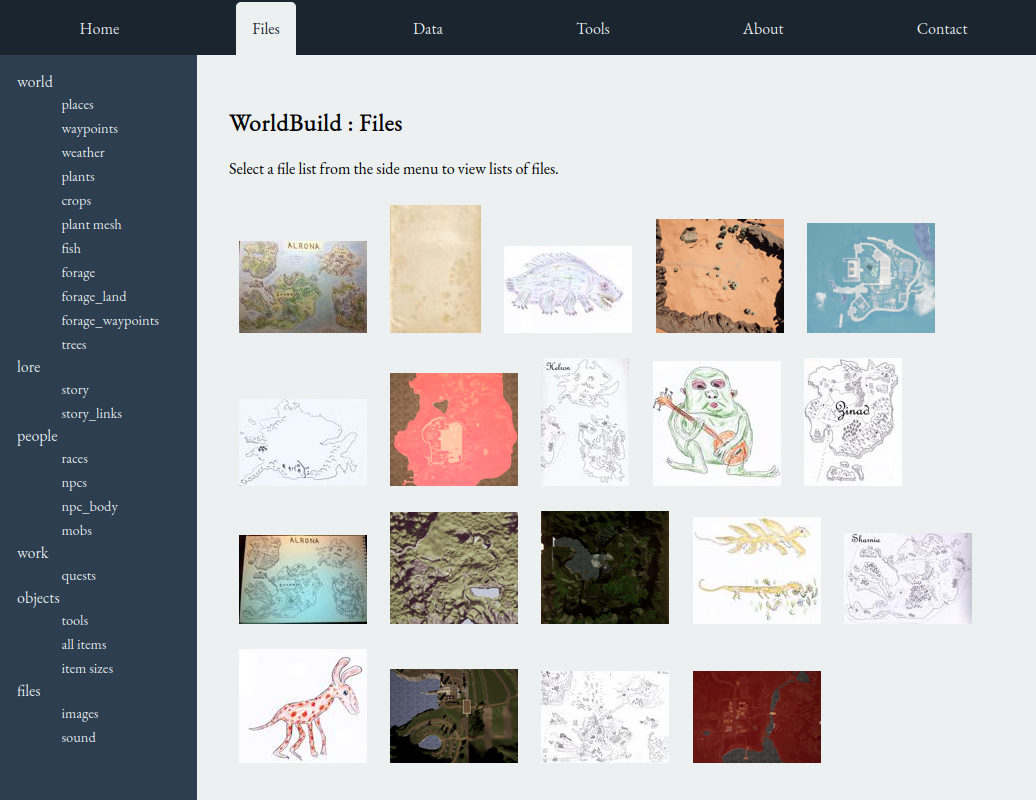 Home
Files
Data
Tools
About
Contact
world
places
waypoints
weather
plants
crops
plant mesh
fish
forage
forage_land
forage_waypoints
trees
lore
story
story_links
people
races
npcs
npc_body
mobs
work
quests
objects
tools
all items
item sizes
files
images
sound
WorldBuild : Files
Select a file list from the side menu to view lists of files.
ALRONA
Zinad
ALRONA
Sharnia